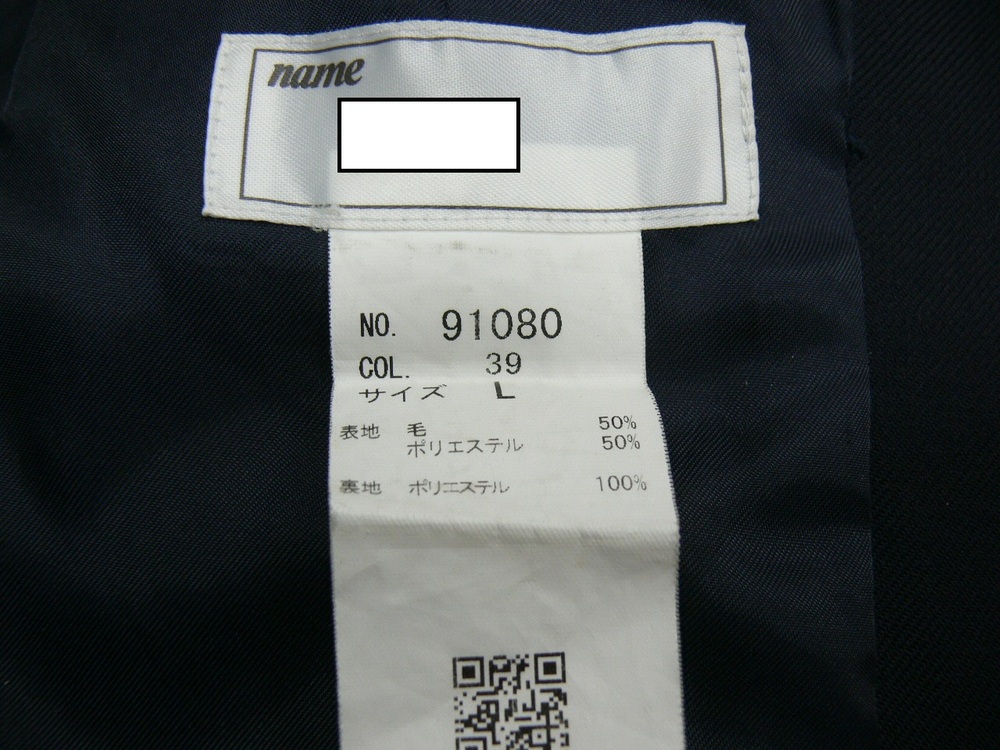 name
NO. 91080
COL. 39
サイズ L
表地 毛 50%
ポリエステル 50%
裏地 ポリエステル 100%